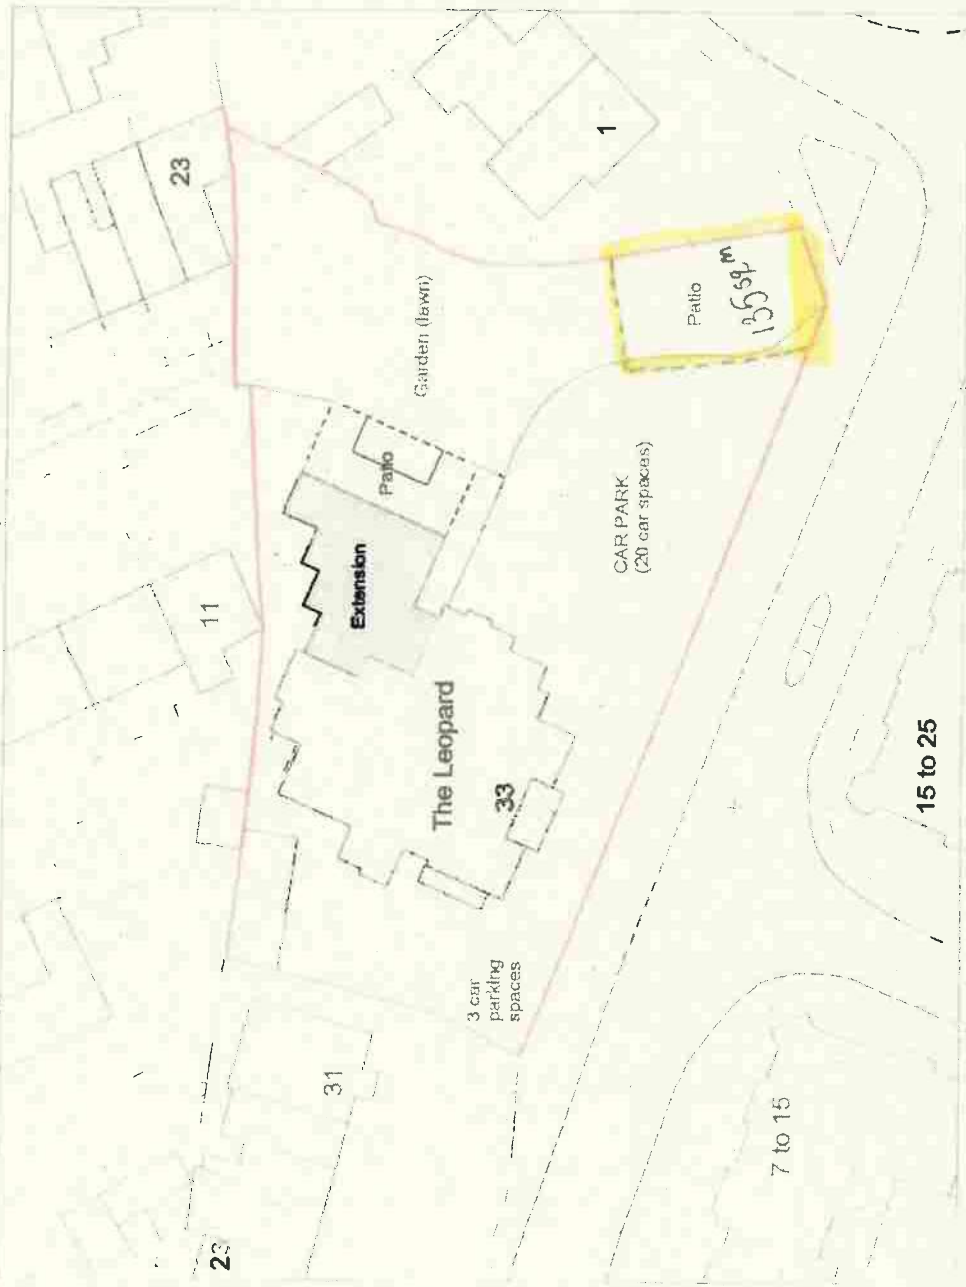 23
1
Garden (lawn)
Patio
135 sq m
Patio
Extension
CAR PARK
(20 car spaces)
11
The Leopard
33
15 to 25
3 car
parking
spaces
31
7 to 15